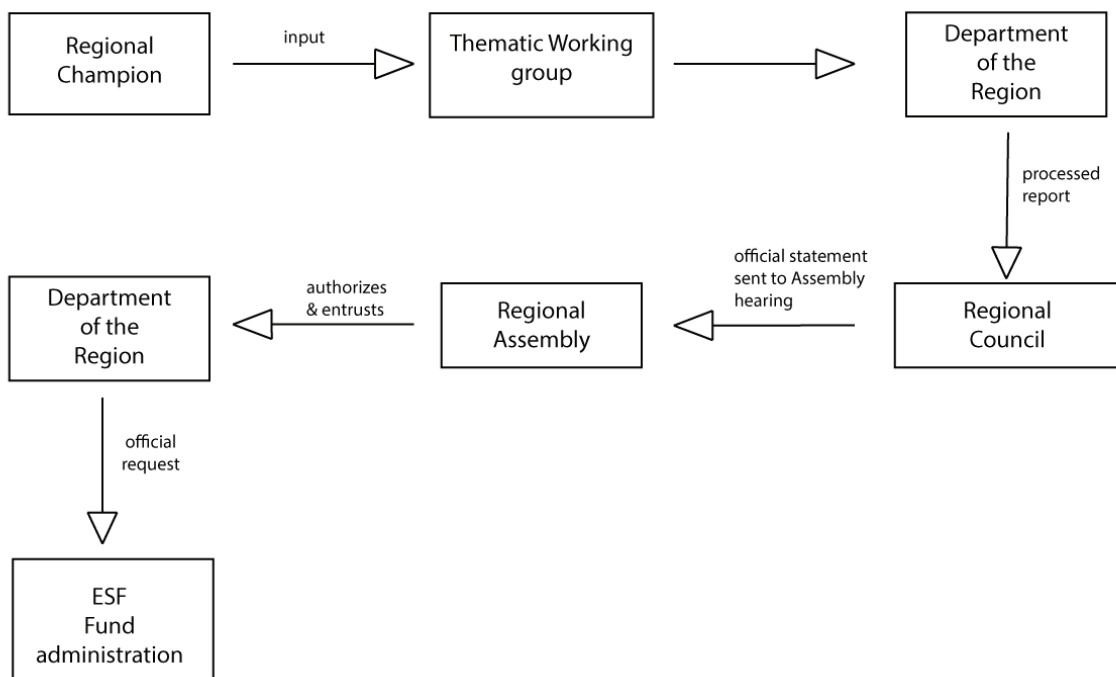 Regional
Champion
input
Thematic Working
group
Department
of the
Region
processed
report
official statement
sent to Assembly
hearing
Regional
Council
Regional
Assembly
authorizes
& entrusts
Department
of the
Region
official
request
ESF
Fund
administration